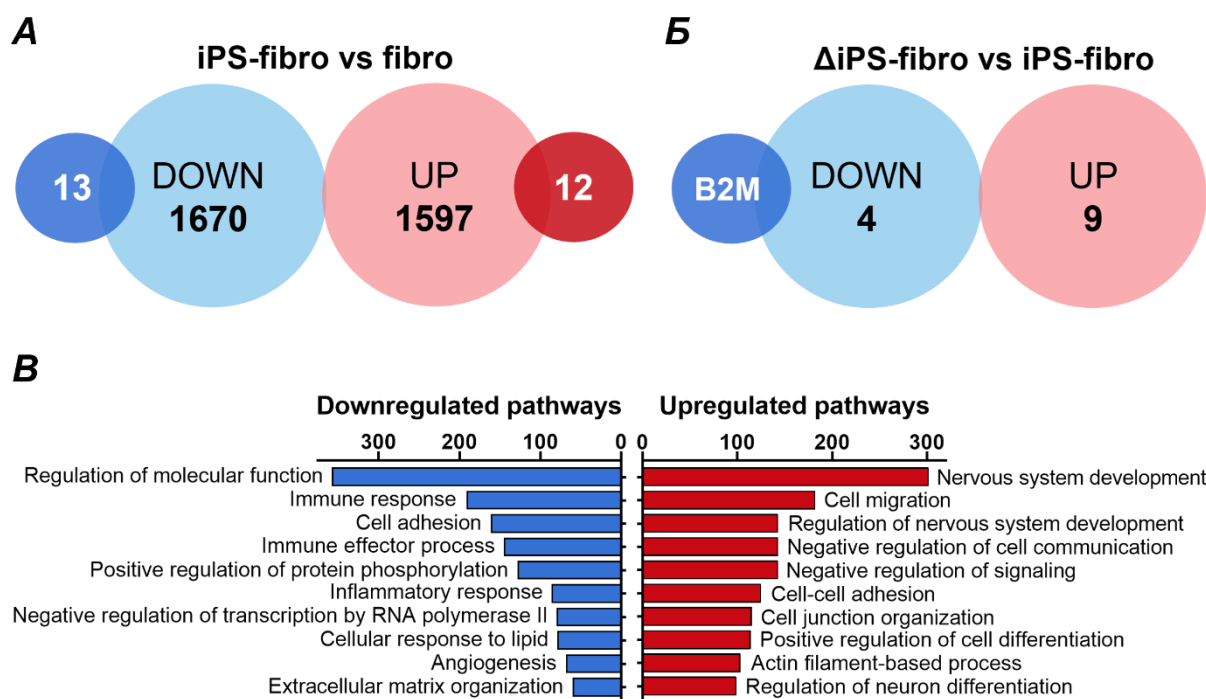 А
iPS-fibro vs fibro
13
DOWN
1670
UP
1597
12
Б
ΔiPS-fibro vs iPS-fibro
B2M
DOWN
4
UP
9
В
Downregulated pathways
300 200 100 0
Regulation of molecular function
Immune response
Cell adhesion
Immune effector process
Positive regulation of protein phosphorylation
Inflammatory response
Negative regulation of transcription by RNA polymerase II
Cellular response to lipid
Angiogenesis
Extracellular matrix organization
Upregulated pathways
0 100 200 300
Nervous system development
Cell migration
Regulation of nervous system development
Negative regulation of cell communication
Negative regulation of signaling
Cell-cell adhesion
Cell junction organization
Positive regulation of cell differentiation
Actin filament-based process
Regulation of neuron differentiation